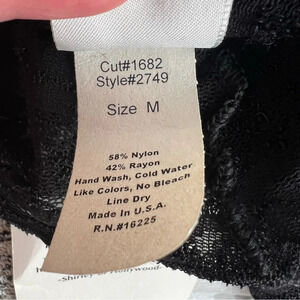 Cut#1682
Style#2749
Size M
58% Nylon
42% Rayon
Hand Wash, Cold Water
Like Colors, No Bleach
Line Dry
Made in U.S.A.
R.N.#16225